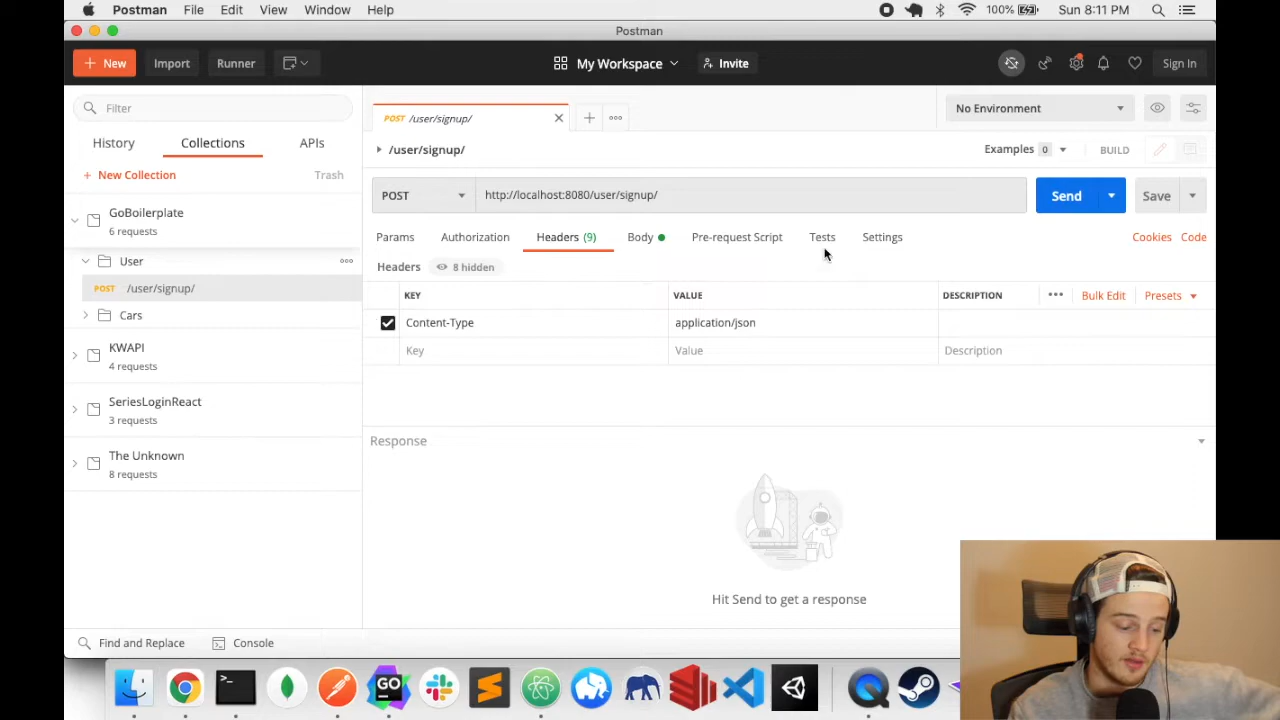 Postman File Edit View Window Help 100% Sun 8:11 PM
Postman
+ New Import Runner My Workspace Invite Sign In
Filter
POST /user/signup/
No Environment
History Collections APIs
/user/signup/ Examples 0 BUILD
+ New Collection Trash
POST http://localhost:8080/user/signup/ Send Save
GoBoilerplate
6 requests
Params Authorization Headers (9) Body Pre-request Script Tests Settings Cookies Code
User
Headers 8 hidden
POST /user/signup/
KEY VALUE DESCRIPTION ••• Bulk Edit Presets
Cars
Content-Type application/json
KWAPI
4 requests
Key Value Description
SeriesLoginReact
3 requests
Response
The Unknown
8 requests
Hit Send to get a response
Find and Replace Console
GO